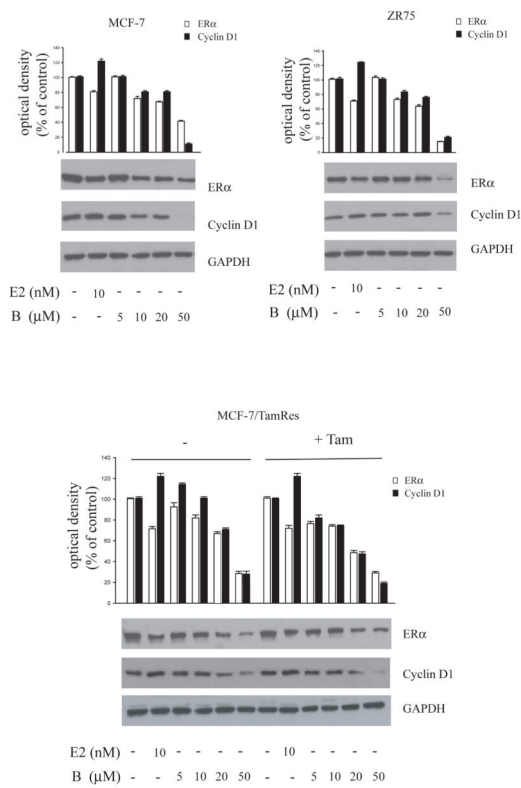 MCF-7
ERα
Cyclin D1
optical density
(% of control)
140
120
100
80
60
40
20
0
ERα
Cyclin D1
GAPDH
E2 (nM) - 10 - - - -
B (μM) - - 5 10 20 50
ZR75
ERα
Cyclin D1
optical density
(% of control)
140
120
100
80
60
40
20
0
ERα
Cyclin D1
GAPDH
E2 (nM) - 10 - - - -
B (μM) - - 5 10 20 50
MCF-7/TamRes
- + Tam
ERα
Cyclin D1
optical density
(% of control)
140
120
100
80
60
40
20
0
ERα
Cyclin D1
GAPDH
E2 (nM) - 10 - - - - - 10 - - - -
B (μM) - - 5 10 20 50 - - 5 10 20 50